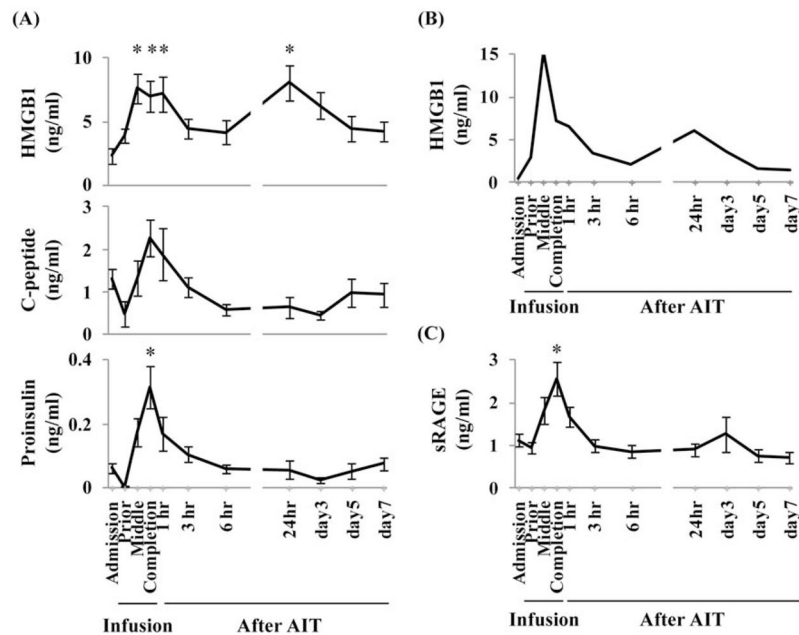 (A)
* * * *
HMGB1
(ng/ml)
10
5
0
C-peptide
(ng/ml)
3
2
1
0
*
Proinsulin
(ng/ml)
0.4
0.2
0
Admission
Prior
Middle
Completion
1 hr
3 hr
6 hr
24hr
day3
day5
day7
Infusion
After AIT
(B)
HMGB1
(ng/ml)
15
10
5
0
Admission
Prior
Middle
Completion
1 hr
3 hr
6 hr
24hr
day3
day5
day7
Infusion
After AIT
(C)
*
sRAGE
(ng/ml)
3
2
1
0
Admission
Prior
Middle
Completion
1 hr
3 hr
6 hr
24hr
day3
day5
day7
Infusion
After AIT